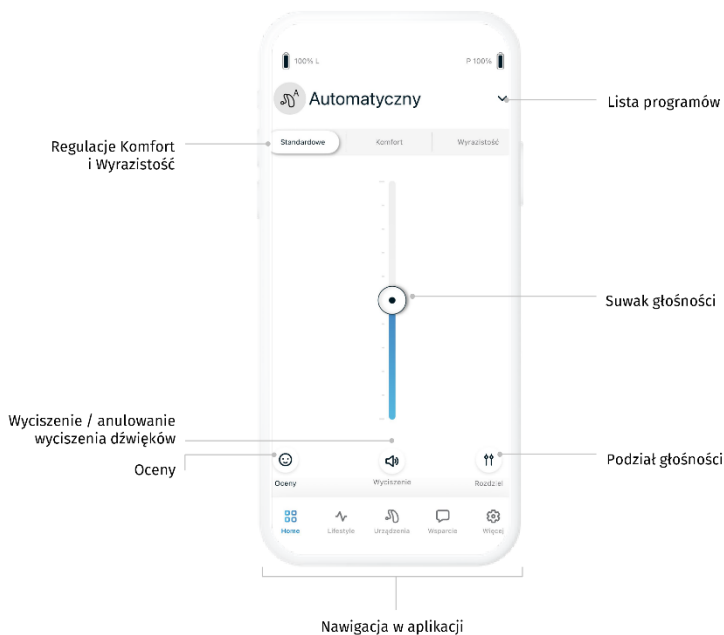 100% L
P 100%
Automatyczny
Lista programów
Regulacje Komfort
i Wyrazistość
Standardowe
Komfort
Wyrazistość
Suwak głośności
Wyciszenie / anulowanie
wyciszenia dźwięków
Oceny
Podział głośności
Oceny
Wyciszenie
Rozdziel
Home
Lifestyle
Urządzenia
Wsparcie
Więcej
Nawigacja w aplikacji